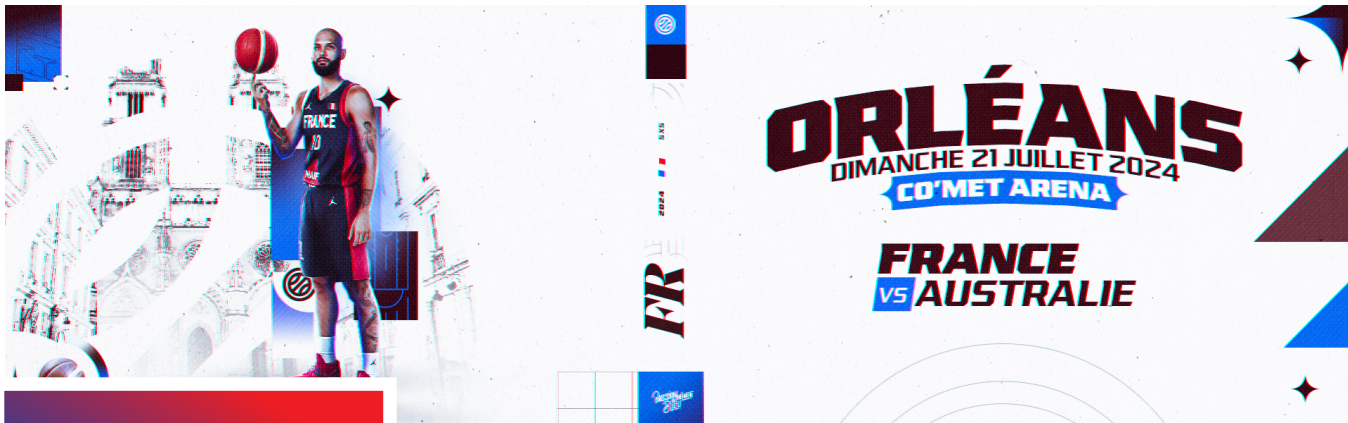 FRANCE
10
5X5
2024
FR
ORLÉANS
DIMANCHE 21 JUILLET 2024
CO'MET ARENA
FRANCE
VS AUSTRALIE